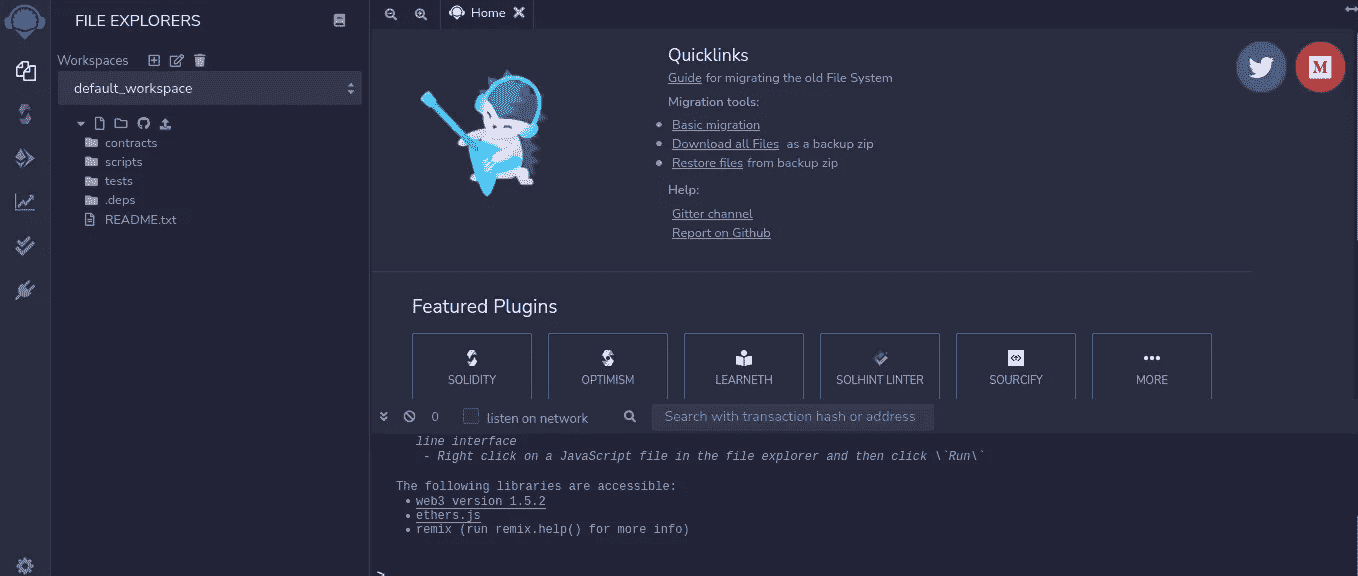 FILE EXPLORERS
Workspaces
default_workspace
contracts
scripts
tests
.deps
README.txt
Home
Quicklinks
Guide for migrating the old File System
Migration tools:
Basic migration
Download all Files as a backup zip
Restore files from backup zip
Help:
Gitter channel
Report on Github
M
Featured Plugins
SOLIDITY
OPTIMISM
LEARNETH
SOLHINT LINTER
SOURCIFY
MORE
0 listen on network Search with transaction hash or address
line interface
- Right click on a JavaScript file in the file explorer and then click \`Run\`
The following libraries are accessible:
• web3 version 1.5.2
• ethers.js
• remix (run remix.help() for more info)
>